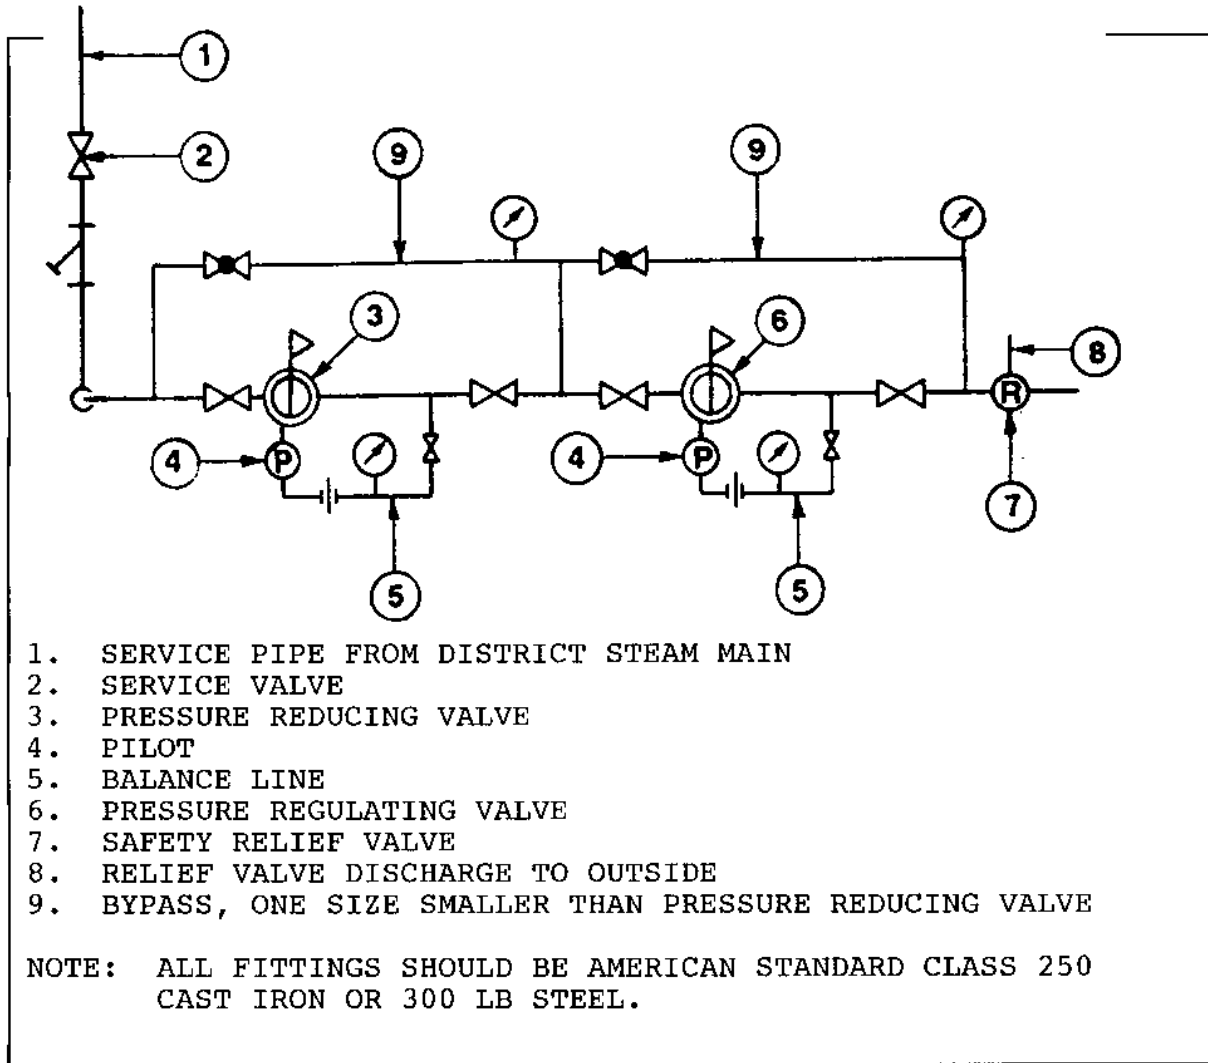 1
2
9
9
3
6
8
R
4
P
4
P
7
5
5
1. SERVICE PIPE FROM DISTRICT STEAM MAIN
2. SERVICE VALVE
3. PRESSURE REDUCING VALVE
4. PILOT
5. BALANCE LINE
6. PRESSURE REGULATING VALVE
7. SAFETY RELIEF VALVE
8. RELIEF VALVE DISCHARGE TO OUTSIDE
9. BYPASS, ONE SIZE SMALLER THAN PRESSURE REDUCING VALVE
NOTE: ALL FITTINGS SHOULD BE AMERICAN STANDARD CLASS 250
CAST IRON OR 300 LB STEEL.